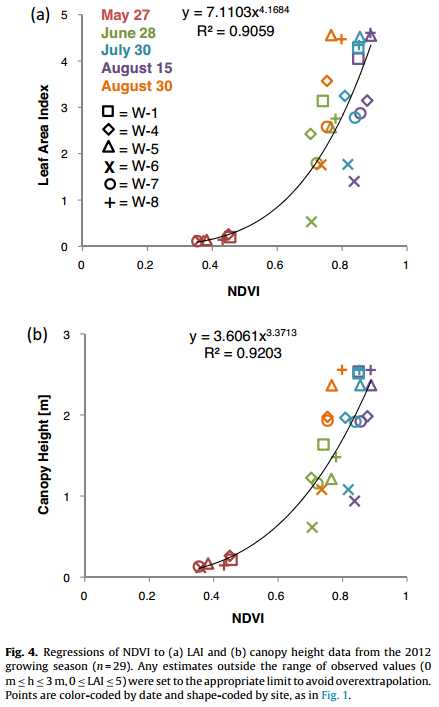 (a)
y = 7.1103x^4.1684
R² = 0.9059
May 27
June 28
July 30
August 15
August 30
□ = W-1
◇ = W-4
△ = W-5
X = W-6
○ = W-7
+ = W-8
Leaf Area Index
5
4
3
2
1
0
0 0.2 0.4 0.6 0.8 1
NDVI
(b)
y = 3.6061x^3.3713
R² = 0.9203
Canopy Height [m]
3
2
1
0
0 0.2 0.4 0.6 0.8 1
NDVI
Fig. 4. Regressions of NDVI to (a) LAI and (b) canopy height data from the 2012
growing season (n = 29). Any estimates outside the range of observed values (0
m ≤ h ≤ 3 m, 0 ≤ LAI ≤ 5) were set to the appropriate limit to avoid overextrapolation.
Points are color-coded by date and shape-coded by site, as in Fig. 1.